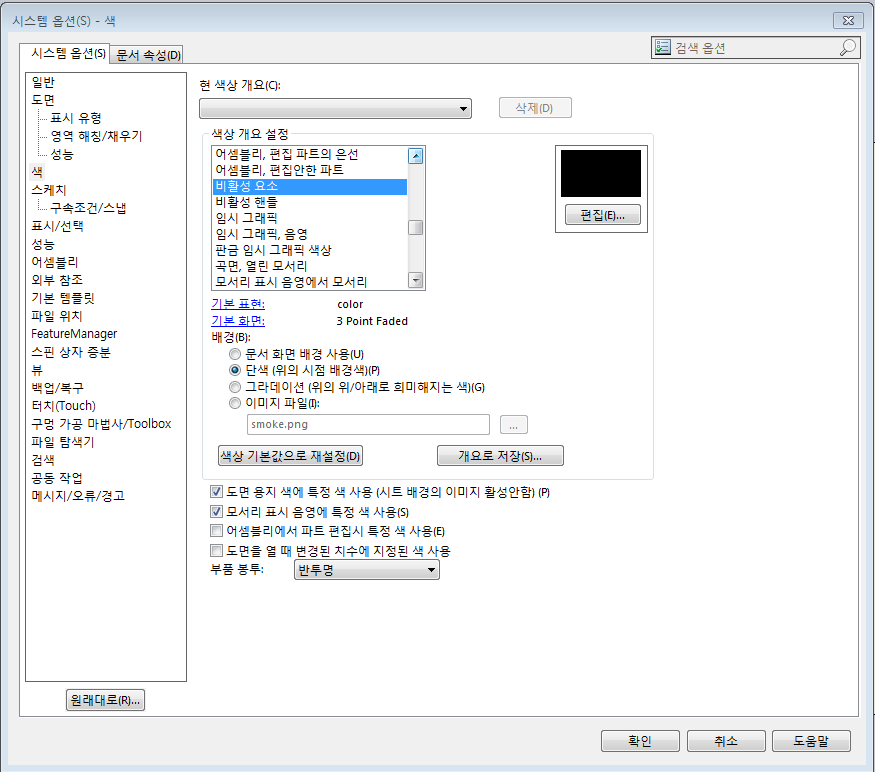 시스템 옵션(S) - 색
시스템 옵션(S)
문서 속성(D)
검색 옵션
일반
도면
표시 유형
영역 해칭/채우기
성능
색
스케치
구속조건/스냅
표시/선택
성능
어셈블리
외부 참조
기본 템플릿
파일 위치
FeatureManager
스핀 상자 증분
뷰
백업/복구
터치(Touch)
구멍 가공 마법사/Toolbox
파일 탐색기
검색
공동 작업
메시지/오류/경고
원래대로(R)...
현 색상 개요(C):
삭제(D)
색상 개요 설정
어셈블리, 편집 파트의 은선
어셈블리, 편집안한 파트
비활성 요소
비활성 핸들
임시 그래픽
임시 그래픽, 음영
판금 임시 그래픽 색상
곡면, 열린 모서리
모서리 표시 음영에서 모서리
편집(E)...
기본 표현: color
기본 화면: 3 Point Faded
배경(B):
문서 화면 배경 사용(U)
단색 (위의 시점 배경색)(P)
그라데이션 (위의 위/아래로 희미해지는 색)(G)
이미지 파일(I):
smoke.png ...
색상 기본값으로 재설정(D) 개요로 저장(S)...
도면 용지 색에 특정 색 사용 (시트 배경의 이미지 활성안함) (P)
모서리 표시 음영에 특정 색 사용(S)
어셈블리에서 파트 편집시 특정 색 사용(E)
도면을 열 때 변경된 치수에 지정된 색 사용
부품 봉투: 반투명
확인 취소 도움말